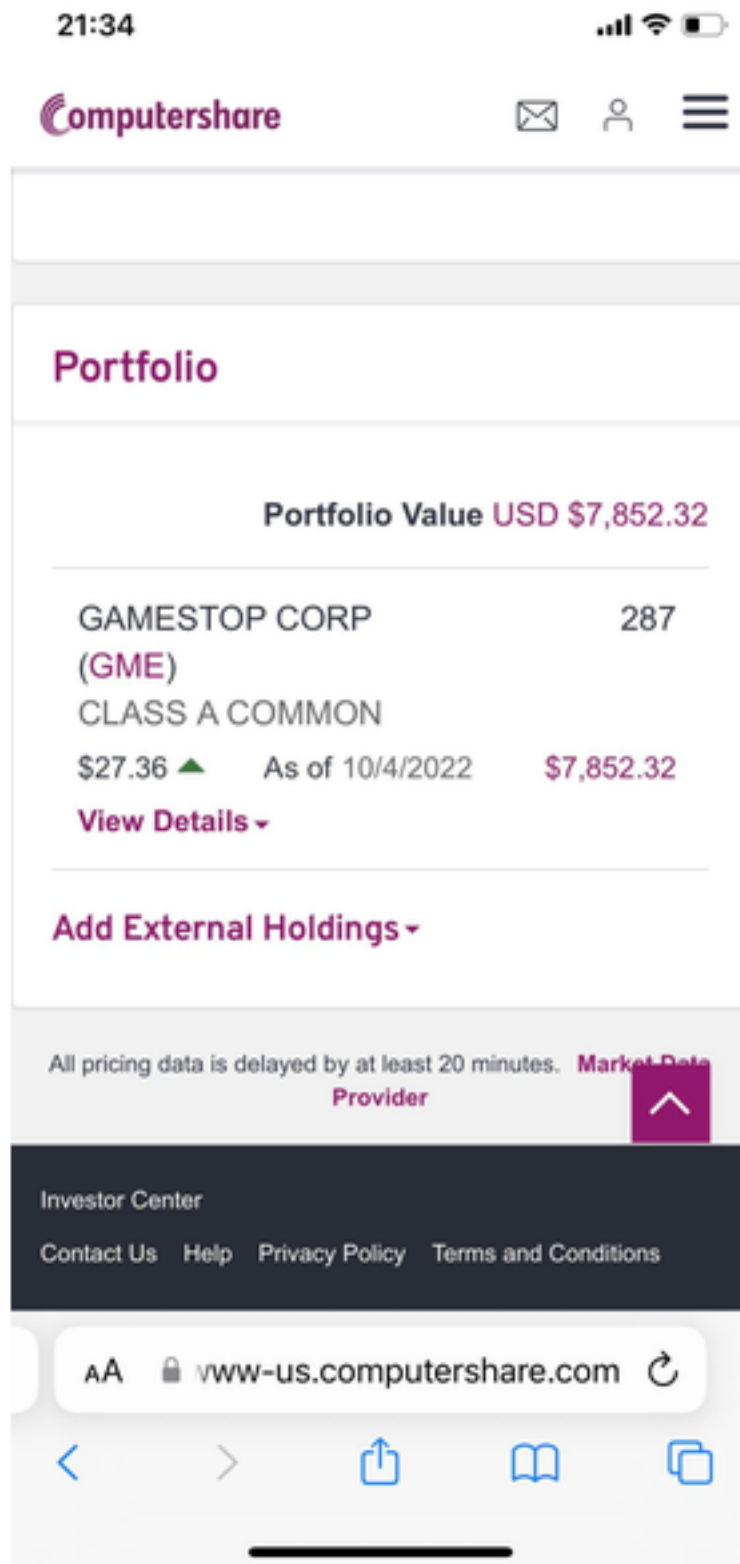 21:34
Computershare
Portfolio
Portfolio Value USD $7,852.32
GAMESTOP CORP 287
(GME)
CLASS A COMMON
$27.36 As of 10/4/2022 $7,852.32
View Details
Add External Holdings
All pricing data is delayed by at least 20 minutes. Market Data
Provider
Investor Center
Contact Us Help Privacy Policy Terms and Conditions
AA www-us.computershare.com